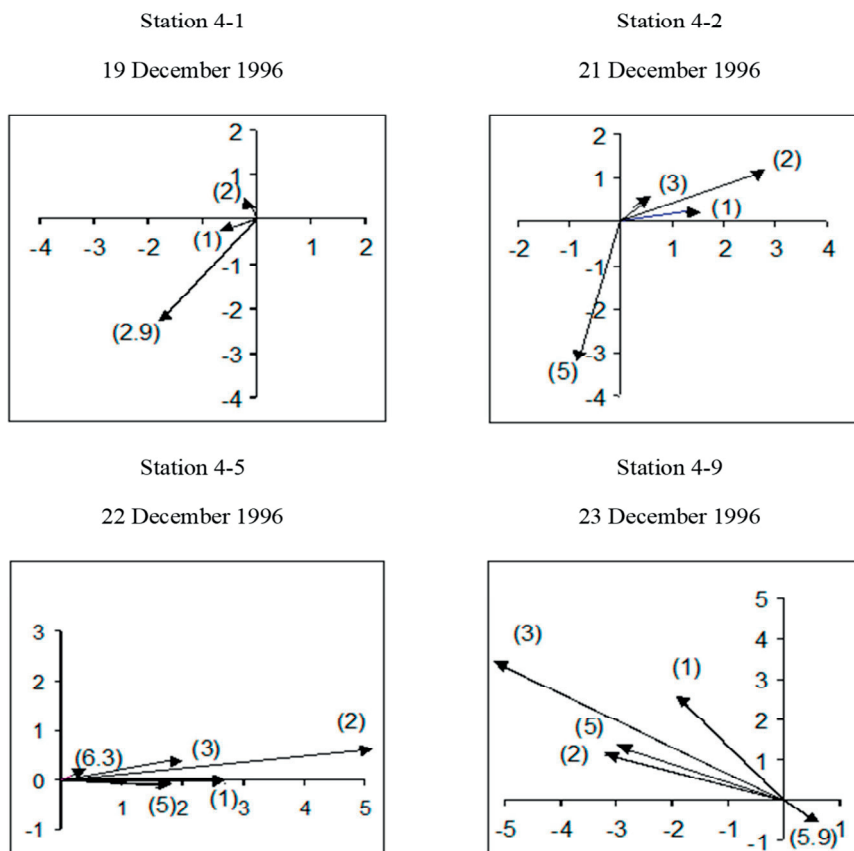 Station 4-1
19 December 1996
2
1
(2)
-4 -3 -2 (1) 1 2
-1
-2
(2.9)
-3
-4
Station 4-2
21 December 1996
2
(2)
1 (3)
(1)
-2 -1 1 2 3 4
-1
-2
-3
(5)
-4
Station 4-5
22 December 1996
3
2
(2)
1
(6.3) (3)
0
1 (5) 2 (1) 3 5
-1
Station 4-9
23 December 1996
5
(3) 4
(1) 3
(5) 2
(2) 1
-5 -4 -3 -2 -1 1
-1 (5.9)